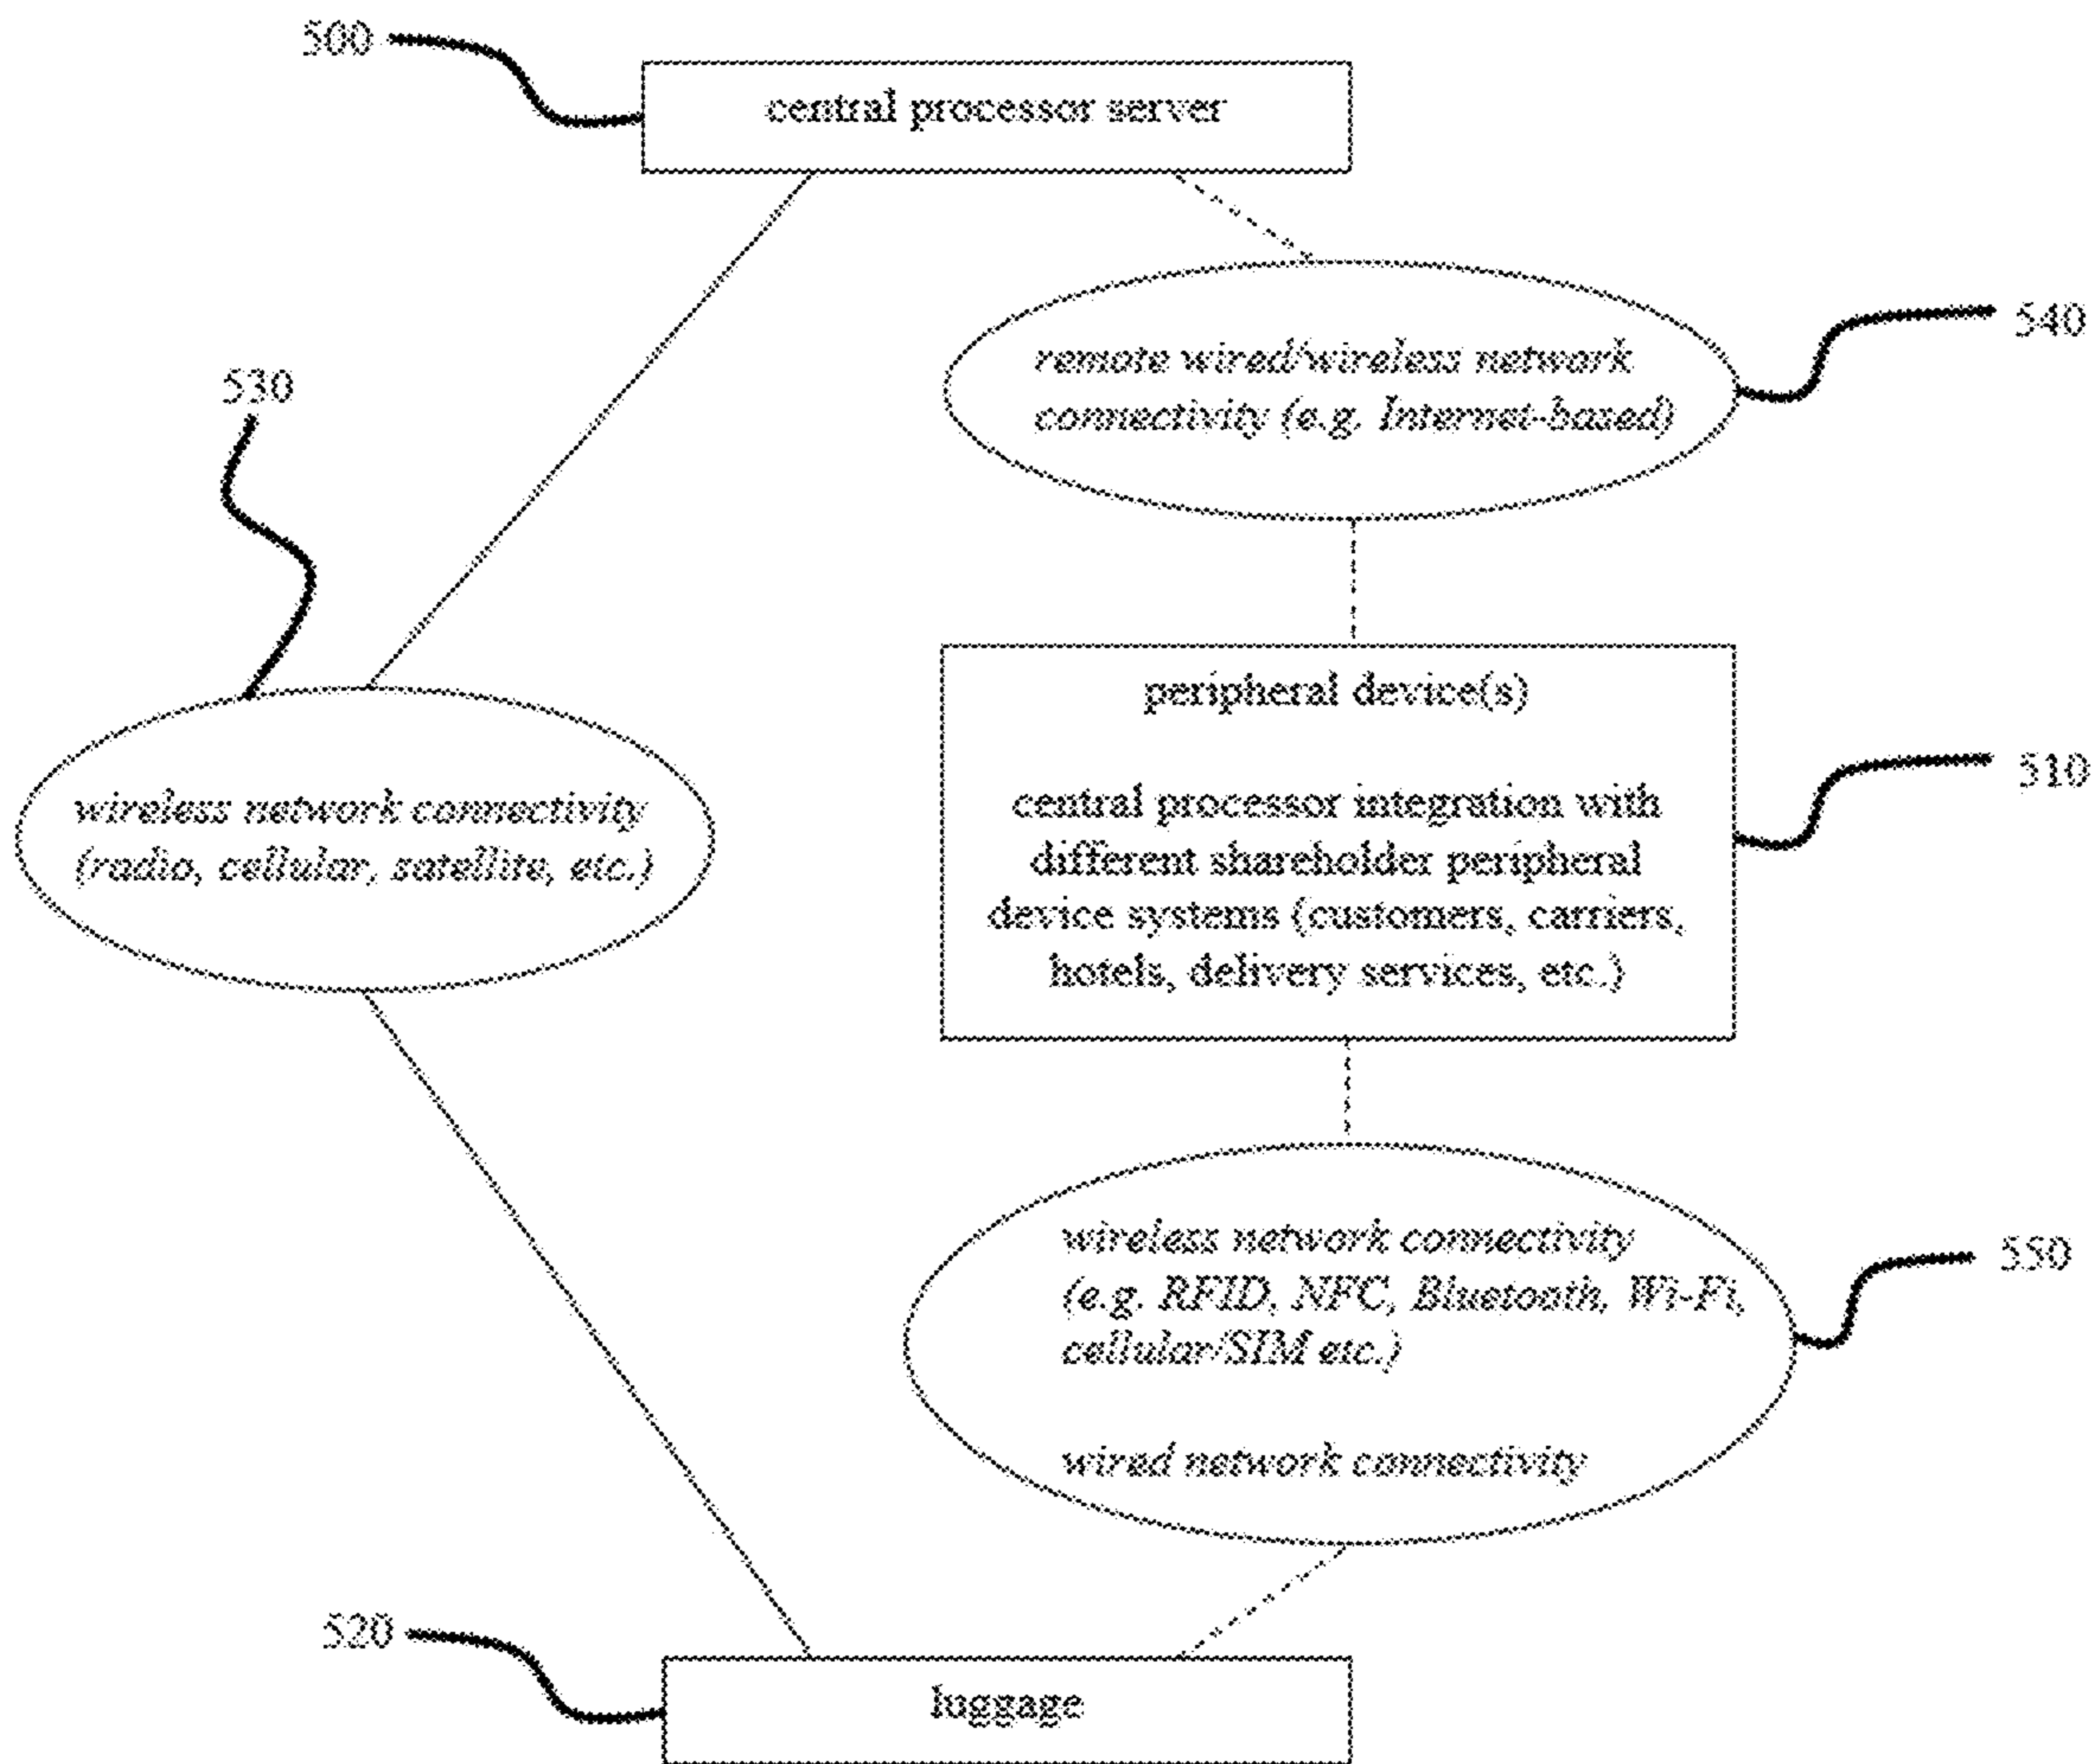 500
central processor server
540
remote wired/wireless network
connectivity (e.g. Internet-based)
530
peripheral device(s)
510
wireless network connectivity
(radio, cellular, satellite, etc.)
central processor integration with
different shareholder peripheral
device systems (customers, carriers,
hotels, delivery services, etc.)
550
wireless network connectivity
(e.g. RFID, NFC, Bluetooth, Wi-Fi,
cellular/SIM etc.)
wired network connectivity
520
luggage